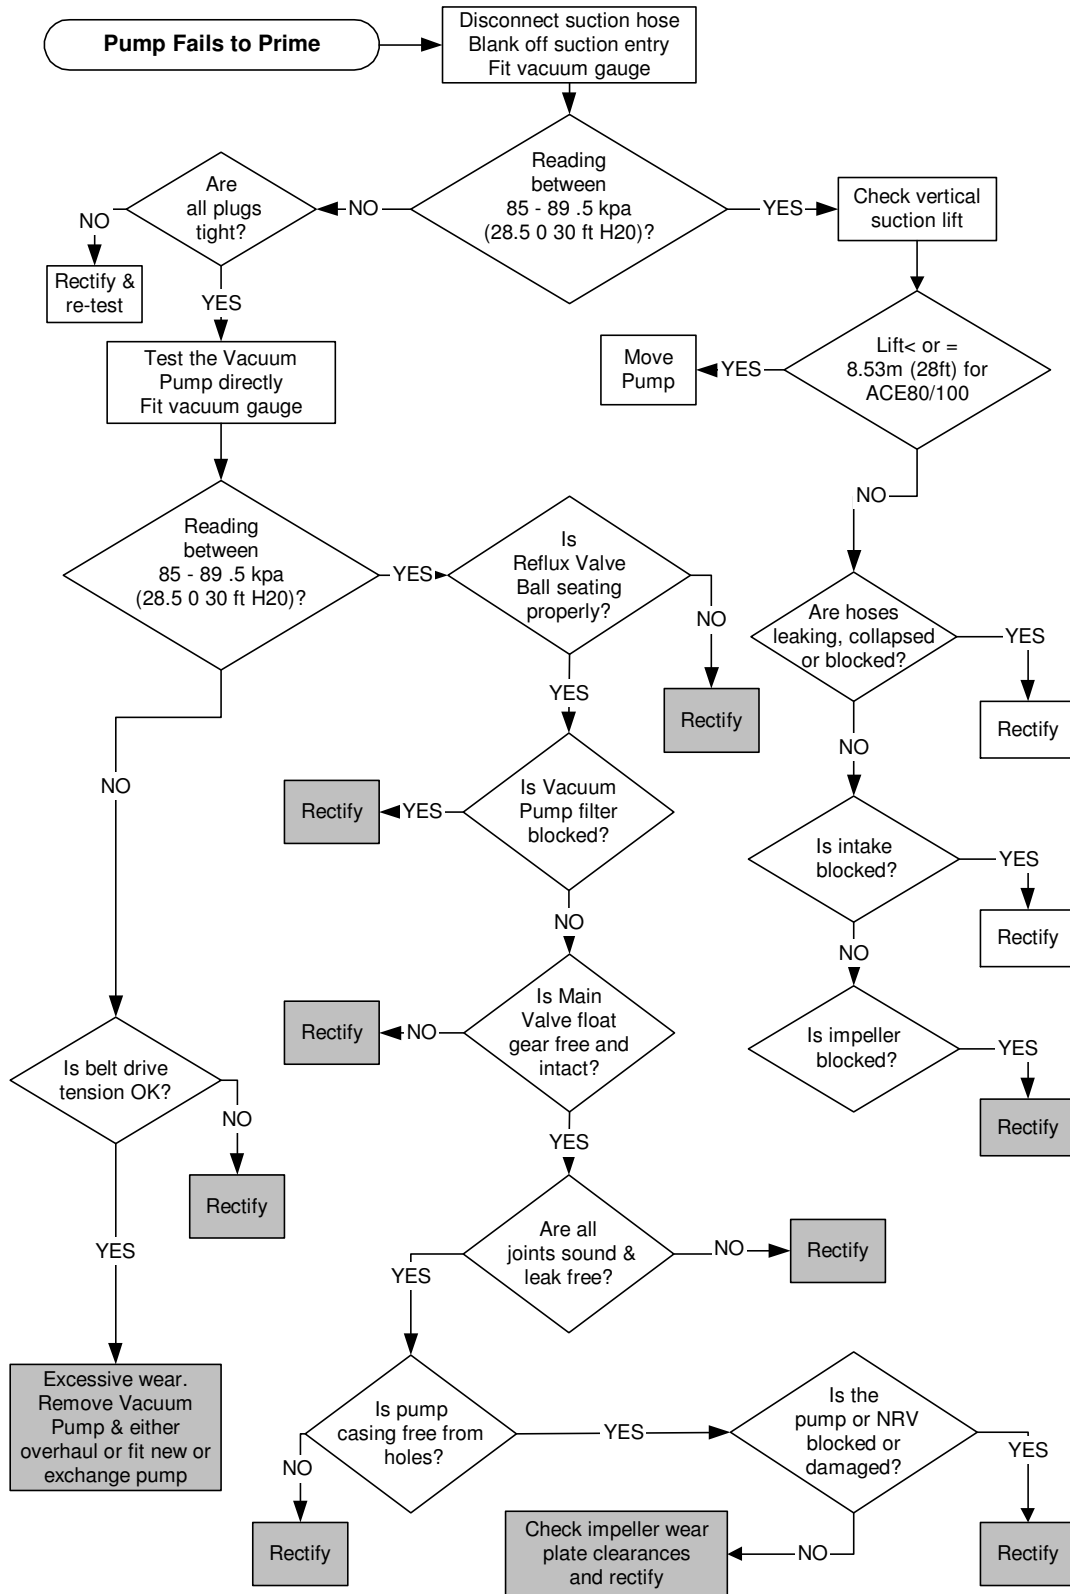 Pump Fails to Prime
Disconnect suction hose
Blank off suction entry
Fit vacuum gauge
Reading
between
85 - 89 .5 kpa
(28.5 0 30 ft H20)?
NO
YES
Are
all plugs
tight?
NO
Rectify &
re-test
YES
Check vertical
suction lift
Test the Vacuum
Pump directly
Fit vacuum gauge
Lift< or =
8.53m (28ft) for
ACE80/100
YES
Move
Pump
NO
Reading
between
85 - 89 .5 kpa
(28.5 0 30 ft H20)?
YES
Is
Reflux Valve
Ball seating
properly?
NO
Rectify
YES
Are hoses
leaking, collapsed
or blocked?
YES
Rectify
NO
NO
Is Vacuum
Pump filter
blocked?
YES
Rectify
NO
Is intake
blocked?
YES
Rectify
NO
Is Main
Valve float
gear free and
intact?
NO
Rectify
YES
Is impeller
blocked?
YES
Rectify
Is belt drive
tension OK?
NO
Rectify
YES
Are all
joints sound &
leak free?
NO
Rectify
YES
Excessive wear.
Remove Vacuum
Pump & either
overhaul or fit new or
exchange pump
Is pump
casing free from
holes?
NO
Rectify
YES
Is the
pump or NRV
blocked or
damaged?
YES
Rectify
NO
Check impeller wear
plate clearances
and rectify